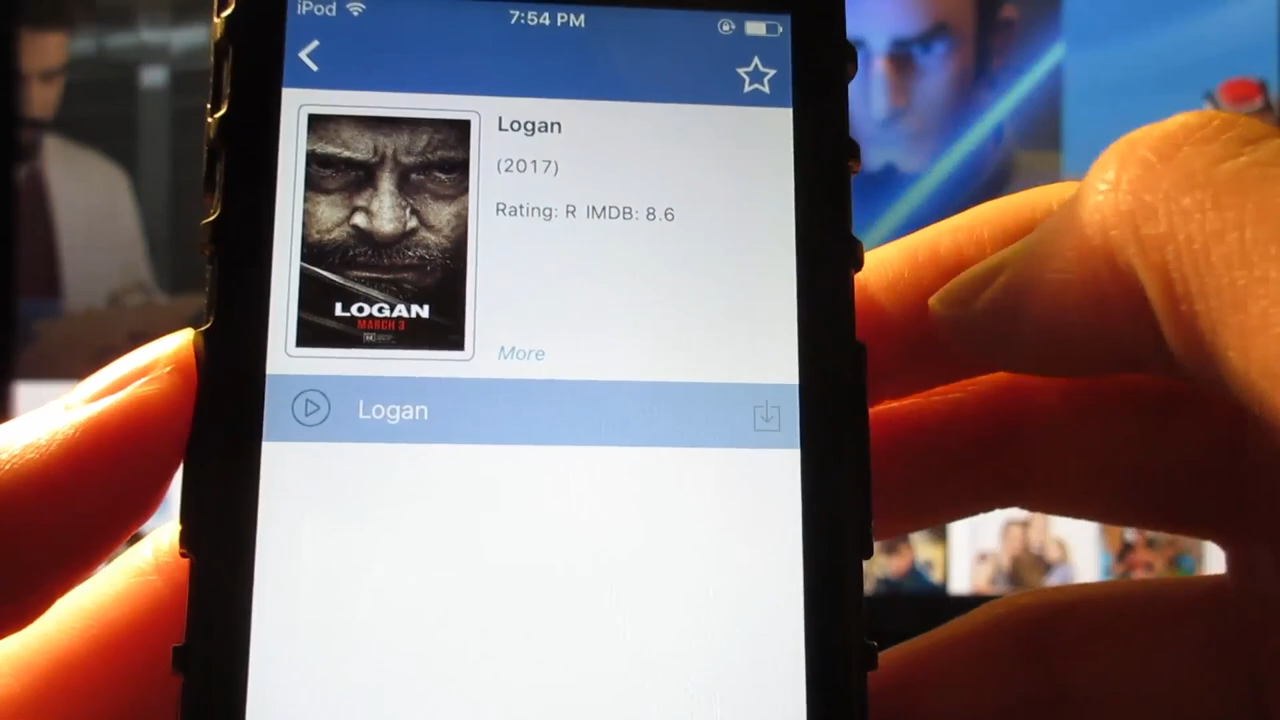 iPod
7:54 PM
Logan
(2017)
Rating: R IMDB: 8.6
LOGAN
MARCH 3
More
Logan